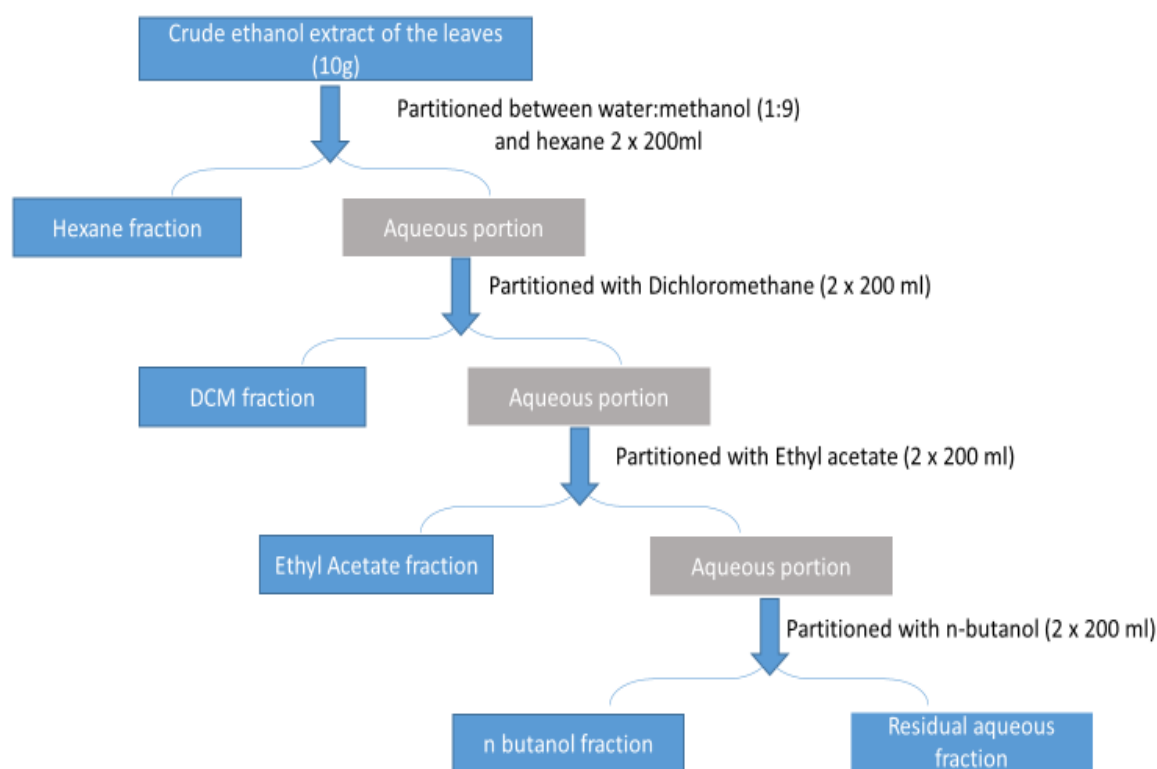 Crude ethanol extract of the leaves
(10g)
Partitioned between water:methanol (1:9)
and hexane 2 x 200ml
Hexane fraction
Aqueous portion
Partitioned with Dichloromethane (2 x 200 ml)
DCM fraction
Aqueous portion
Partitioned with Ethyl acetate (2 x 200 ml)
Ethyl Acetate fraction
Aqueous portion
Partitioned with n-butanol (2 x 200 ml)
n butanol fraction
Residual aqueous
fraction